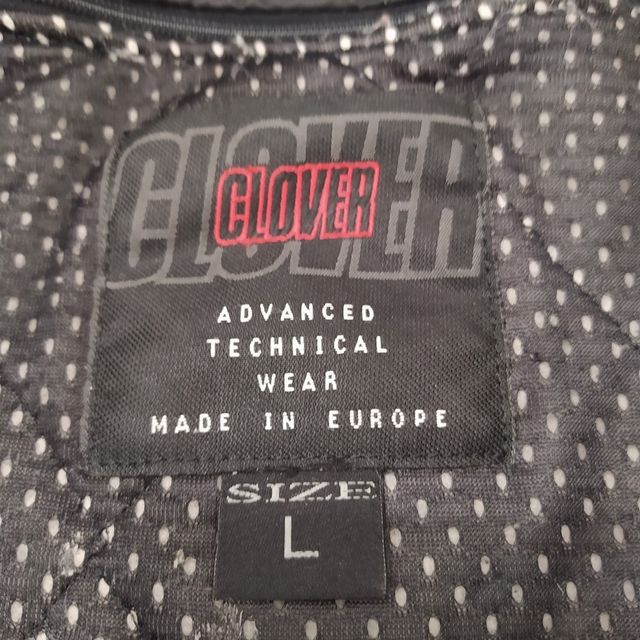 CLOVER
CLOVER
ADVANCED
TECHNICAL
WEAR
MADE IN EUROPE
SIZE
L